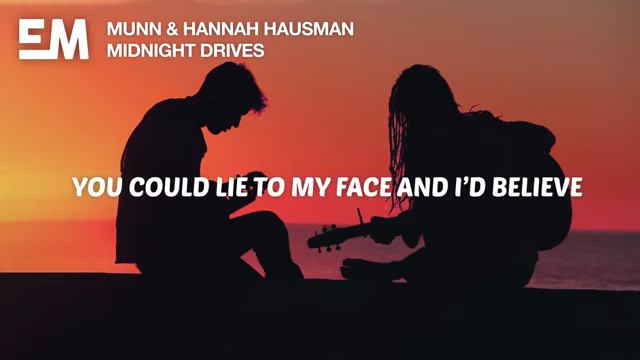 EM
MUNN & HANNAH HAUSMAN
MIDNIGHT DRIVES
YOU COULD LIE TO MY FACE AND I'D BELIEVE